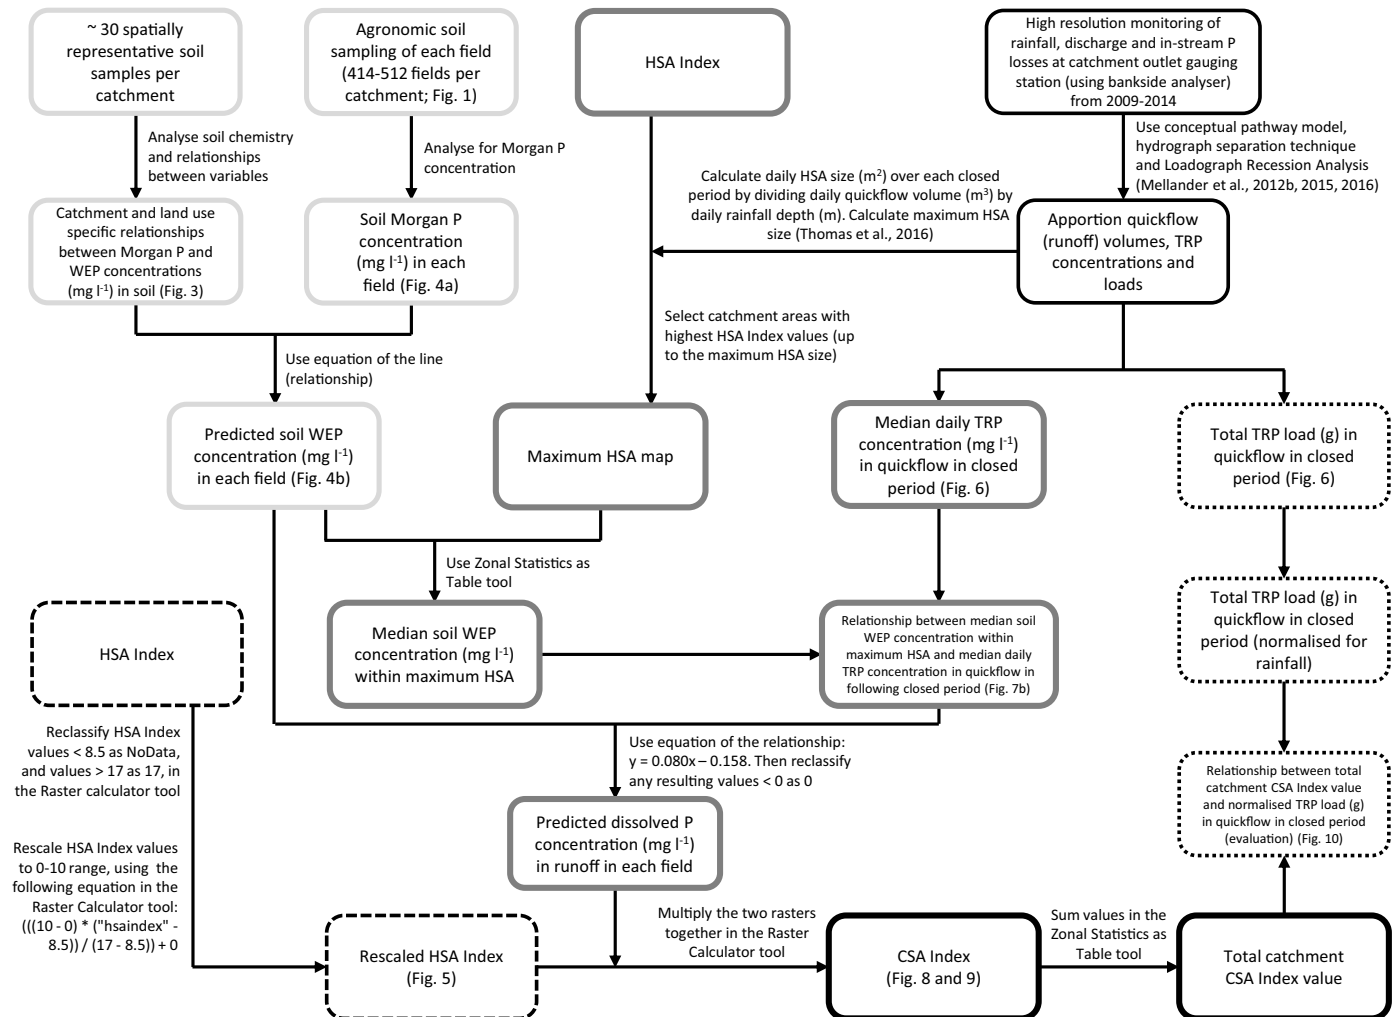 ~ 30 spatially
representative soil
samples per
catchment
Agronomic soil
sampling of each field
(414-512 fields per
catchment; Fig. 1)
HSA Index
High resolution monitoring of
rainfall, discharge and in-stream P
losses at catchment outlet gauging
station (using bankside analyser)
from 2009-2014
Analyse soil chemistry
and relationships
between variables
Analyse for Morgan P
concentration
Use conceptual pathway model,
hydrograph separation technique
and Loadograph Recession Analysis
(Mellander et al., 2012b, 2015, 2016)
Calculate daily HSA size (m²) over each closed
period by dividing daily quickflow volume (m³) by
daily rainfall depth (m). Calculate maximum HSA
size (Thomas et al., 2016)
Catchment and land use
specific relationships
between Morgan P and
WEP concentrations
(mg l⁻¹) in soil (Fig. 3)
Soil Morgan P
concentration
(mg l⁻¹) in each
field (Fig. 4a)
Apportion quickflow
(runoff) volumes, TRP
concentrations and
loads
Select catchment areas with
highest HSA Index values (up
to the maximum HSA size)
Use equation of the line
(relationship)
Predicted soil WEP
concentration (mg l⁻¹)
in each field (Fig. 4b)
Maximum HSA map
Median daily TRP
concentration (mg l⁻¹)
in quickflow in closed
period (Fig. 6)
Total TRP load (g) in
quickflow in closed
period (Fig. 6)
Use Zonal Statistics as
Table tool
HSA Index
Median soil WEP
concentration (mg l⁻¹)
within maximum HSA
Relationship between median soil
WEP concentration within
maximum HSA and median daily
TRP concentration in quickflow in
following closed period (Fig. 7b)
Total TRP load (g) in
quickflow in closed
period (normalised for
rainfall)
Reclassify HSA Index
values < 8.5 as NoData,
and values > 17 as 17, in
the Raster calculator tool
Use equation of the relationship:
y = 0.080x – 0.158. Then reclassify
any resulting values < 0 as 0
Relationship between total
catchment CSA Index value
and normalised TRP load (g)
in quickflow in closed period
(evaluation) (Fig. 10)
Predicted dissolved P
concentration (mg l⁻¹)
in runoff in each field
Rescale HSA Index values
to 0-10 range, using the
following equation in the
Raster Calculator tool:
(((10 - 0) * ("hsaindex" -
8.5)) / (17 - 8.5)) + 0
Multiply the two rasters
together in the Raster
Calculator tool
Sum values in the
Zonal Statistics as
Table tool
Rescaled HSA Index
(Fig. 5)
CSA Index
(Fig. 8 and 9)
Total catchment
CSA Index value